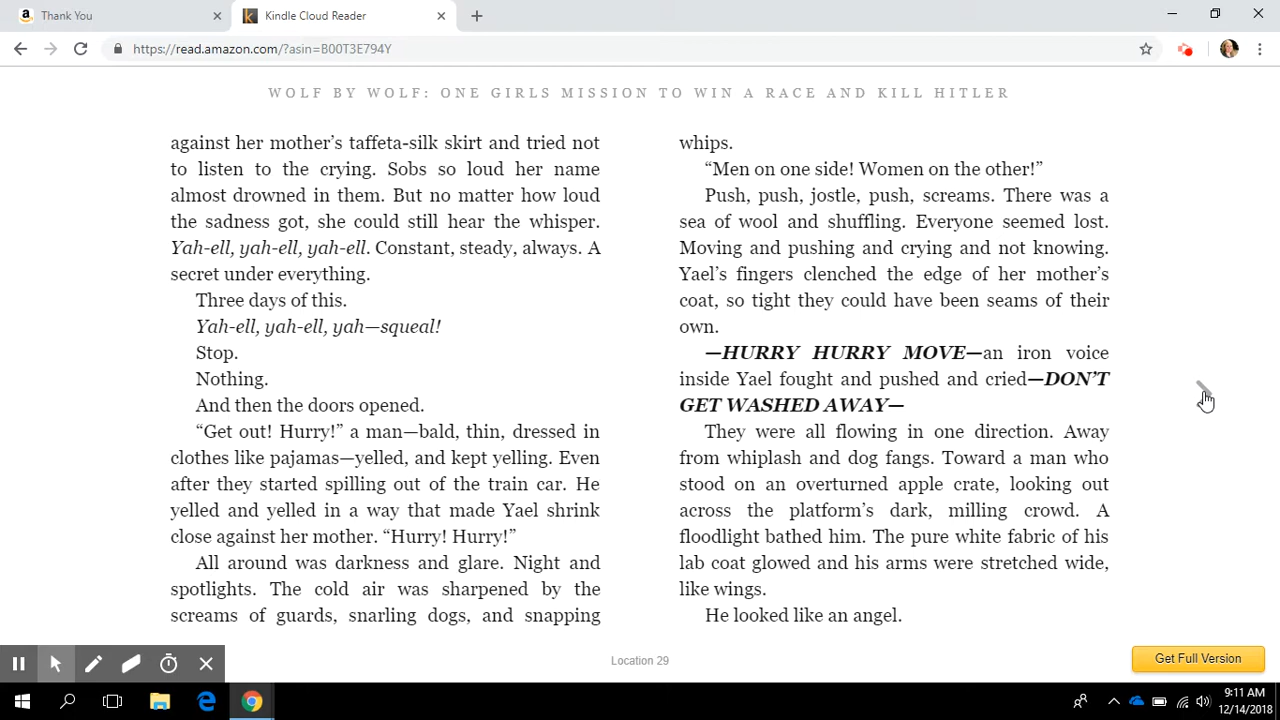 Thank You
Kindle Cloud Reader
https://read.amazon.com/?asin=B00T3E794Y
WOLF BY WOLF: ONE GIRLS MISSION TO WIN A RACE AND KILL HITLER
against her mother's taffeta-silk skirt and tried not
to listen to the crying. Sobs so loud her name
almost drowned in them. But no matter how loud
the sadness got, she could still hear the whisper.
Yah-ell, yah-ell, yah-ell. Constant, steady, always. A
secret under everything.
Three days of this.
Yah-ell, yah-ell, yah—squeal!
Stop.
Nothing.
And then the doors opened.
“Get out! Hurry!” a man—bald, thin, dressed in
clothes like pajamas—yelled, and kept yelling. Even
after they started spilling out of the train car. He
yelled and yelled in a way that made Yael shrink
close against her mother. “Hurry! Hurry!”
All around was darkness and glare. Night and
spotlights. The cold air was sharpened by the
screams of guards, snarling dogs, and snapping
whips.
“Men on one side! Women on the other!”
Push, push, jostle, push, screams. There was a
sea of wool and shuffling. Everyone seemed lost.
Moving and pushing and crying and not knowing.
Yael’s fingers clenched the edge of her mother’s
coat, so tight they could have been seams of their
own.
—HURRY HURRY MOVE—an iron voice
inside Yael fought and pushed and cried—DON’T
GET WASHED AWAY—
They were all flowing in one direction. Away
from whiplash and dog fangs. Toward a man who
stood on an overturned apple crate, looking out
across the platform’s dark, milling crowd. A
floodlight bathed him. The pure white fabric of his
lab coat glowed and his arms were stretched wide,
like wings.
He looked like an angel.
Location 29
Get Full Version
9:11 AM
12/14/2018